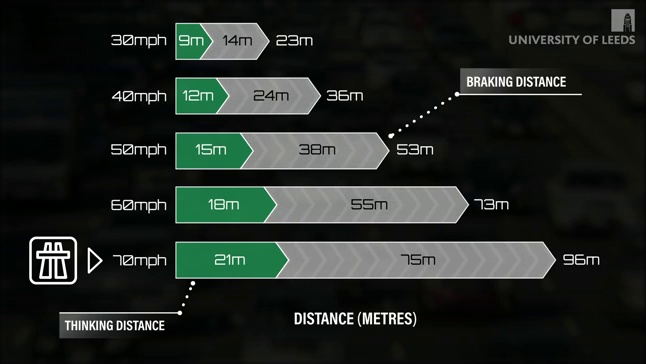 UNIVERSITY OF LEEDS
30mph 9m 14m 23m
40mph 12m 24m 36m
BRAKING DISTANCE
50mph 15m 38m 53m
60mph 18m 55m 73m
70mph 21m 75m 96m
THINKING DISTANCE
DISTANCE (METRES)